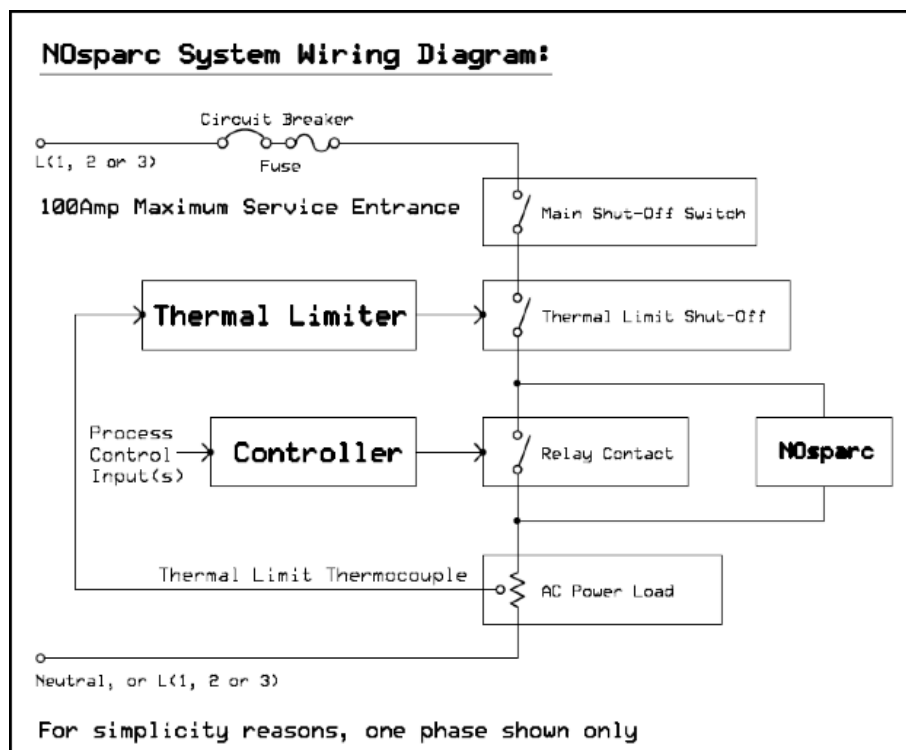 NOsparc System Wiring Diagram:
Circuit Breaker
L(1, 2 or 3)
Fuse
100Amp Maximum Service Entrance
Main Shut-Off Switch
Thermal Limiter
Thermal Limit Shut-Off
Process
Control
Input(s)
Controller
Relay Contact
NOsparc
Thermal Limit Thermocouple
AC Power Load
Neutral, or L(1, 2 or 3)
For simplicity reasons, one phase shown only